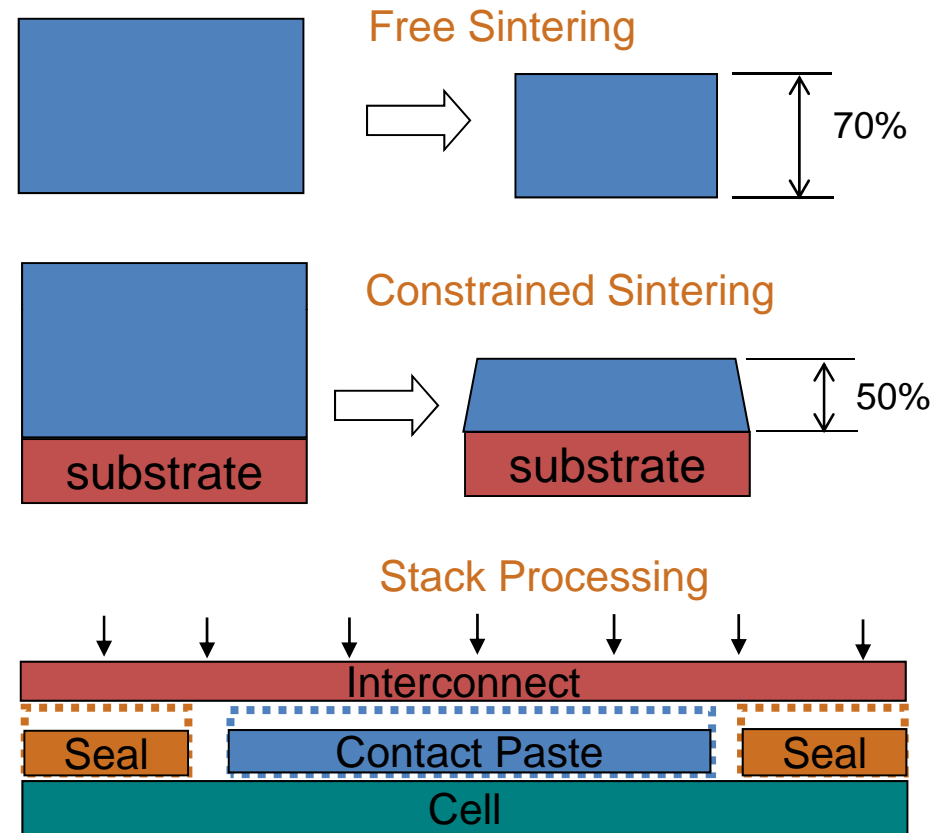 Free Sintering
70%
Constrained Sintering
50%
substrate
substrate
Stack Processing
Interconnect
Seal
Contact Paste
Seal
Cell